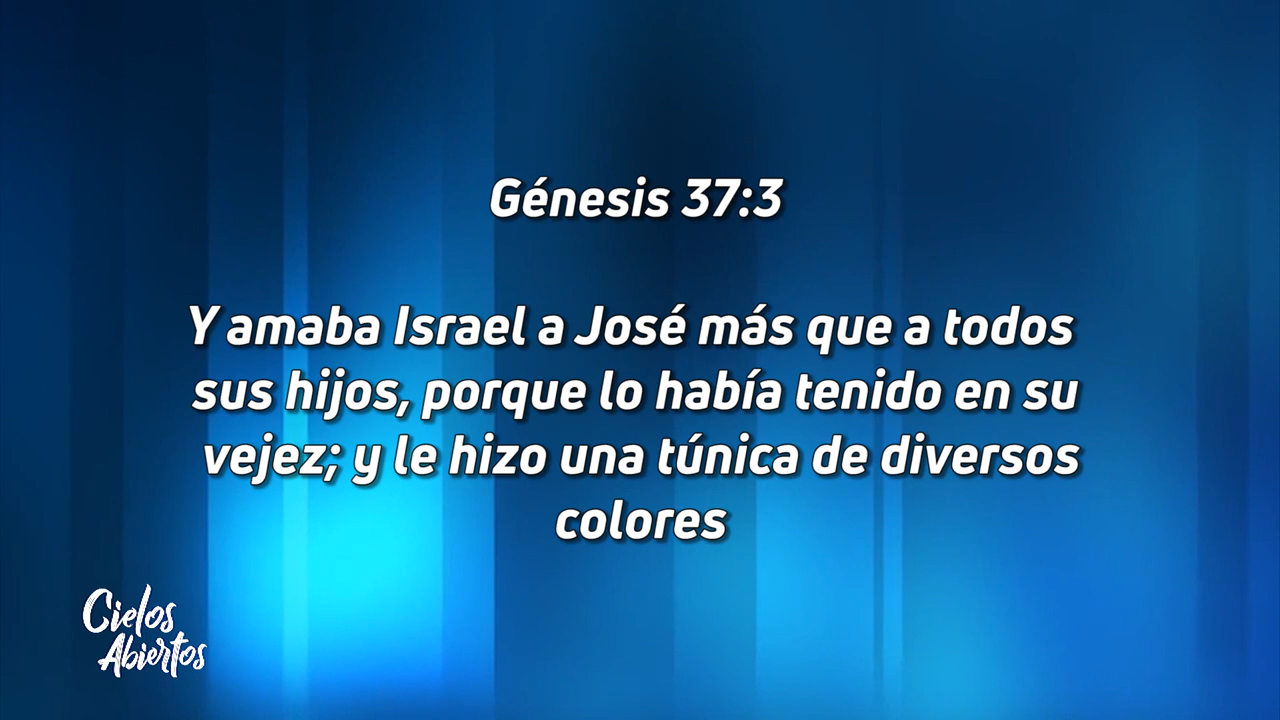 Génesis 37:3
Y amaba Israel a José más que a todos
sus hijos, porque lo había tenido en su
vejez; y le hizo una túnica de diversos
colores
Cielos
Abiertos